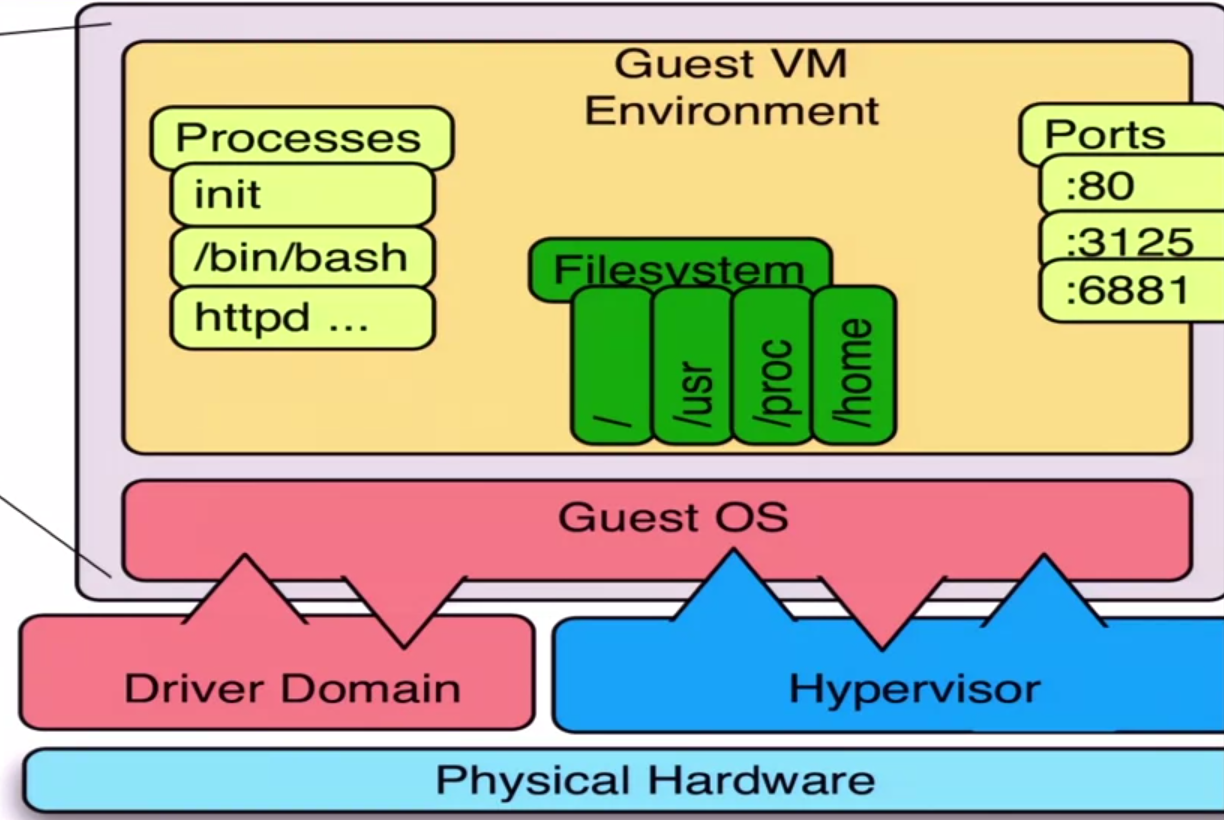 Guest VM
Environment
Processes
init
/bin/bash
httpd ...
Filesystem
/
/usr
/proc
/home
Ports
:80
:3125
:6881
Guest OS
Driver Domain
Hypervisor
Physical Hardware